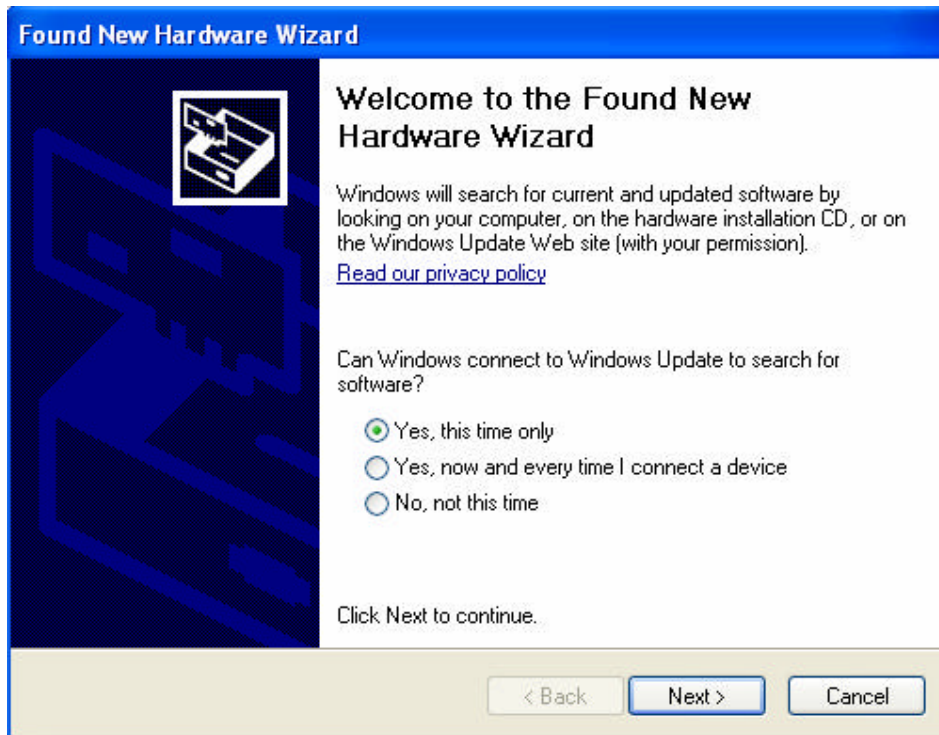 Found New Hardware Wizard
Welcome to the Found New
Hardware Wizard
Windows will search for current and updated software by
looking on your computer, on the hardware installation CD, or on
the Windows Update Web site (with your permission).
Read our privacy policy
Can Windows connect to Windows Update to search for
software?
Yes, this time only
Yes, now and every time I connect a device
No, not this time
Click Next to continue.
< Back Next > Cancel